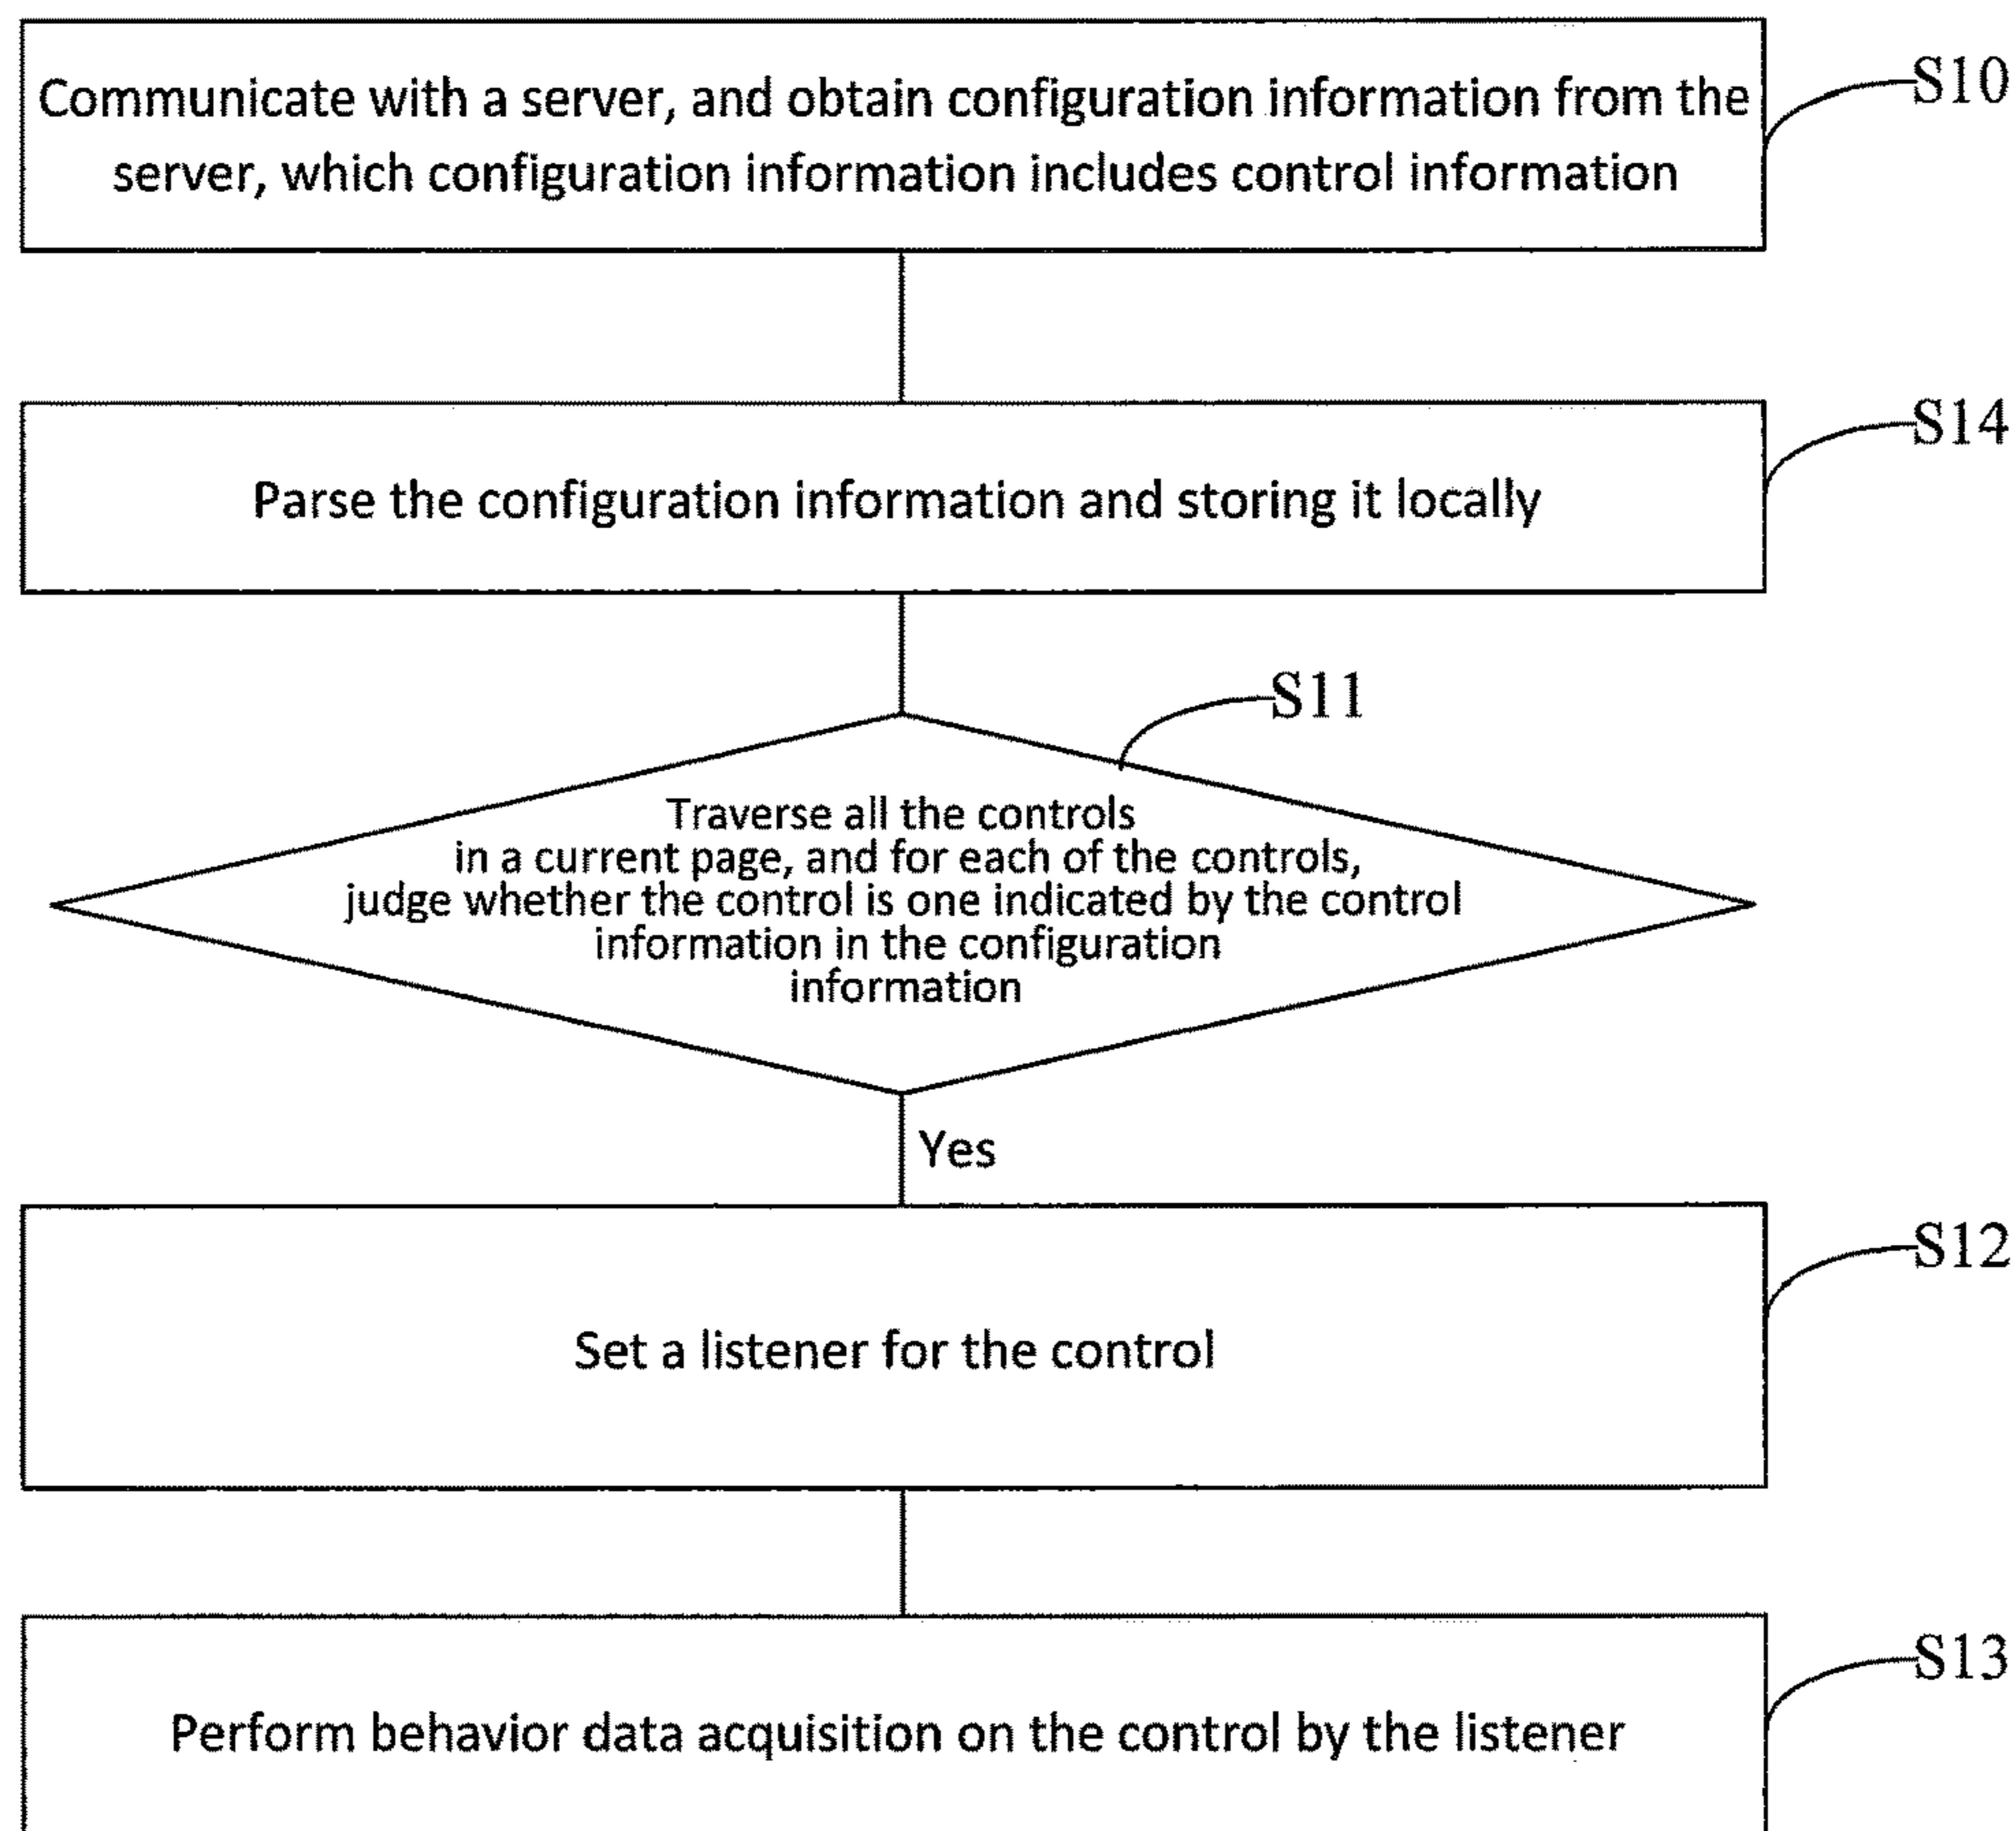 Communicate with a server, and obtain configuration information from the
server, which configuration information includes control information
S10
Parse the configuration information and storing it locally
S14
S11
Traverse all the controls
in a current page, and for each of the controls,
judge whether the control is one indicated by the control
information in the configuration
information
Yes
Set a listener for the control
S12
Perform behavior data acquisition on the control by the listener
S13